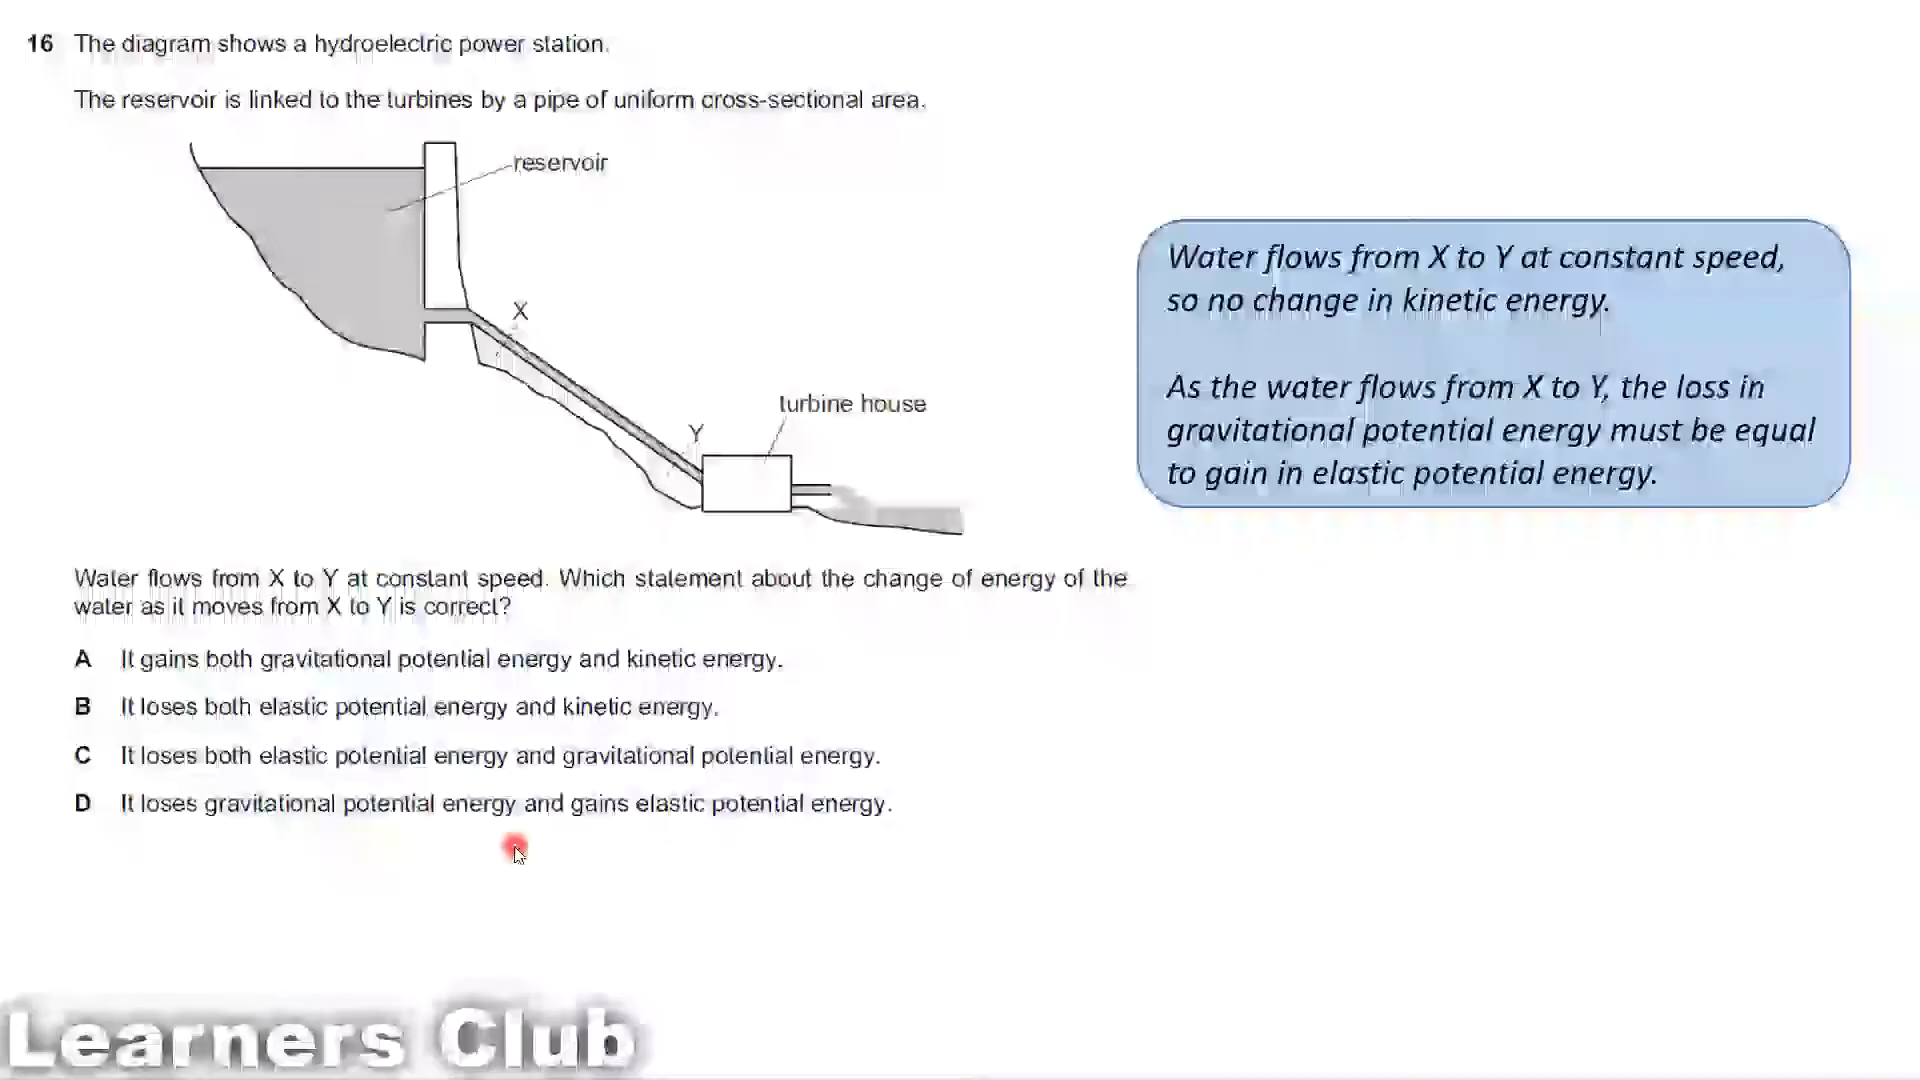 16 The diagram shows a hydroelectric power station.
The reservoir is linked to the turbines by a pipe of uniform cross-sectional area.
reservoir
X
Y
turbine house
Water flows from X to Y at constant speed. Which statement about the change of energy of the
water as it moves from X to Y is correct?
A It gains both gravitational potential energy and kinetic energy.
B It loses both elastic potential energy and kinetic energy.
C It loses both elastic potential energy and gravitational potential energy.
D It loses gravitational potential energy and gains elastic potential energy.
Water flows from X to Y at constant speed,
so no change in kinetic energy.
As the water flows from X to Y, the loss in
gravitational potential energy must be equal
to gain in elastic potential energy.
Learners Club